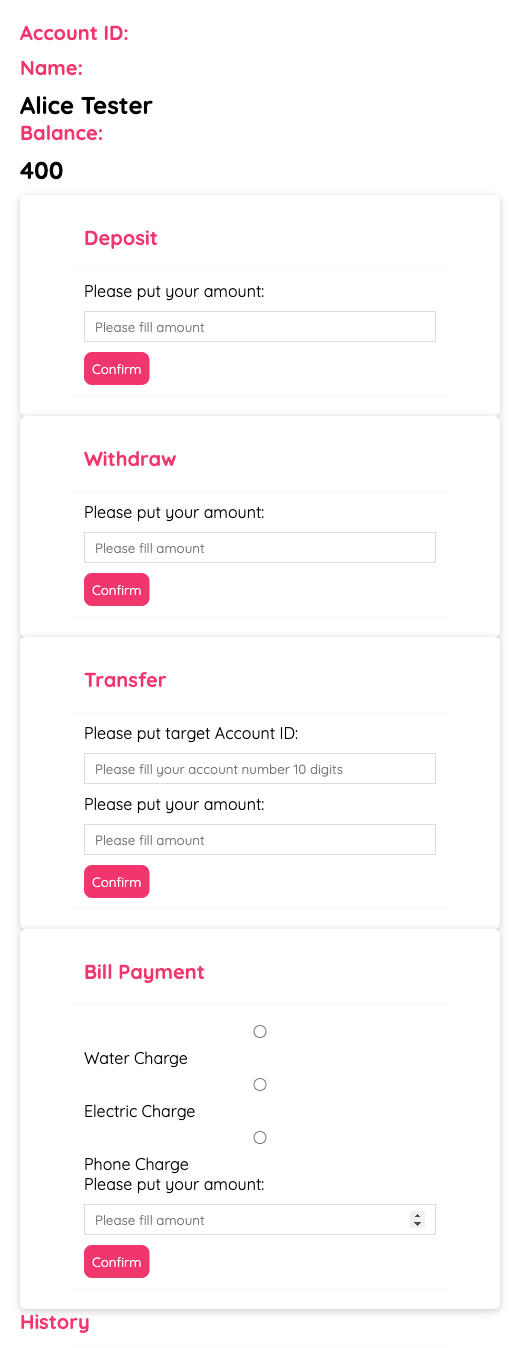 Account ID:
Name:
Alice Tester
Balance:
400
Deposit
Please put your amount:
Please fill amount
Confirm
Withdraw
Please put your amount:
Please fill amount
Confirm
Transfer
Please put target Account ID:
Please fill your account number 10 digits
Please put your amount:
Please fill amount
Confirm
Bill Payment
Water Charge
Electric Charge
Phone Charge
Please put your amount:
Please fill amount
Confirm
History